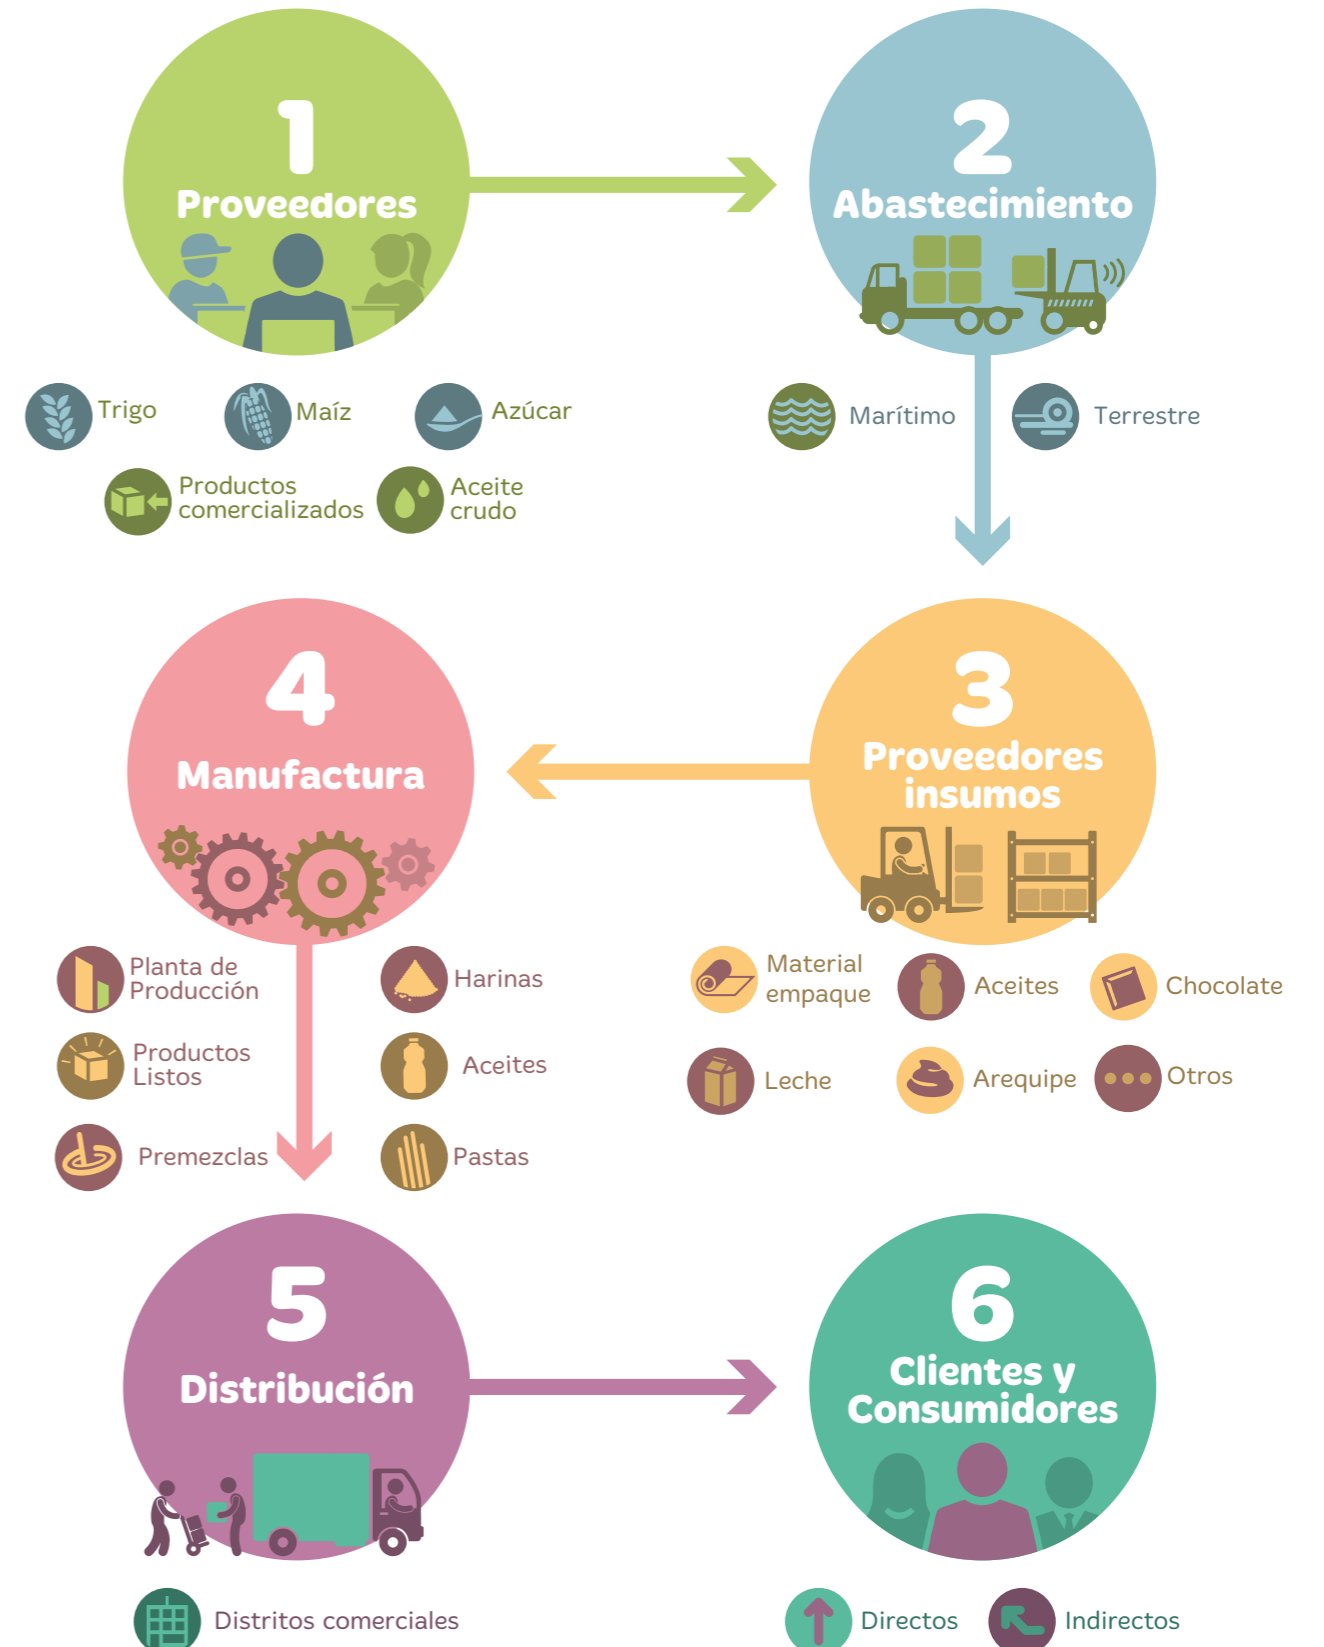 1
Proveedores
Trigo
Maíz
Azúcar
Productos
comercializados
Aceite
crudo
2
Abastecimiento
Marítimo
Terrestre
3
Proveedores
insumos
Material
empaque
Aceites
Chocolate
Leche
Arequipe
Otros
4
Manufactura
Planta de
Producción
Harinas
Productos
Listos
Aceites
Premezclas
Pastas
5
Distribución
Distritos comerciales
6
Clientes y
Consumidores
Directos
Indirectos